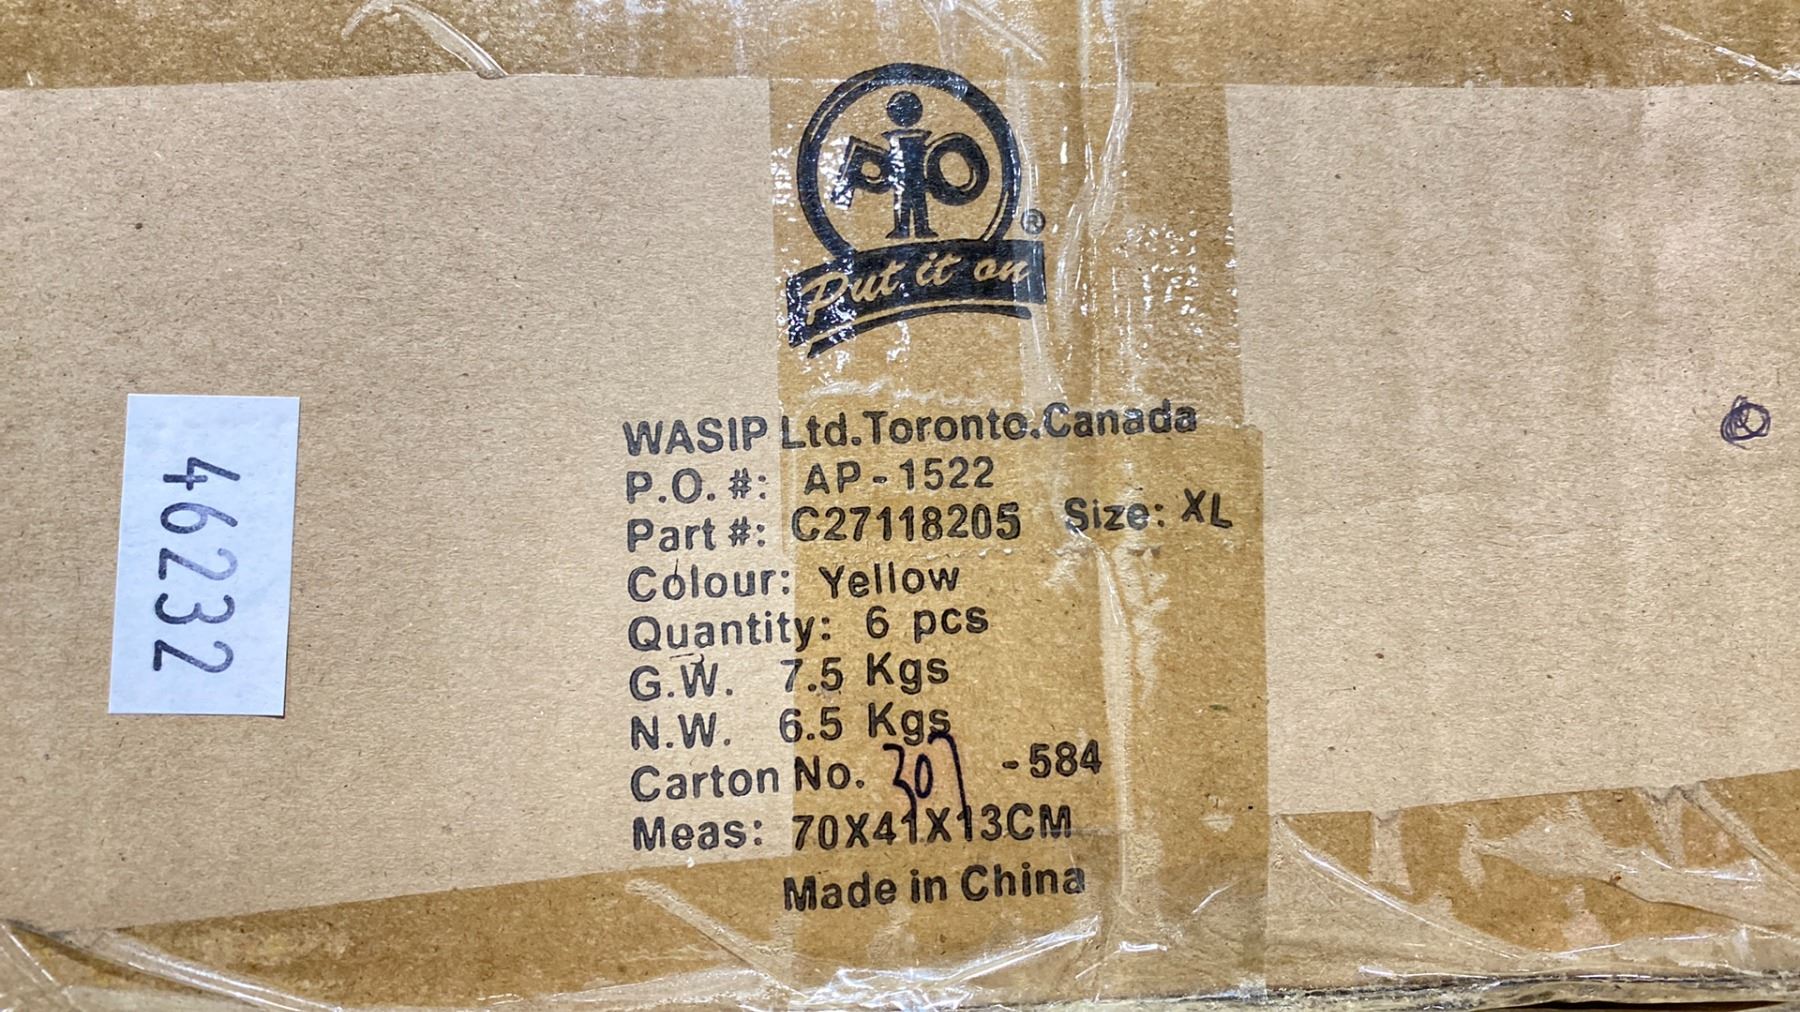 PIO
®
Put it on
WASIP Ltd.Toronto.Canada
P.O. #: AP-1522
Part #: C27118205 Size: XL
Colour: Yellow
Quantity: 6 pcs
G.W. 7.5 Kgs
N.W. 6.5 Kgs
Carton No. 307 -584
Meas: 70X41X13CM
Made in China
46232